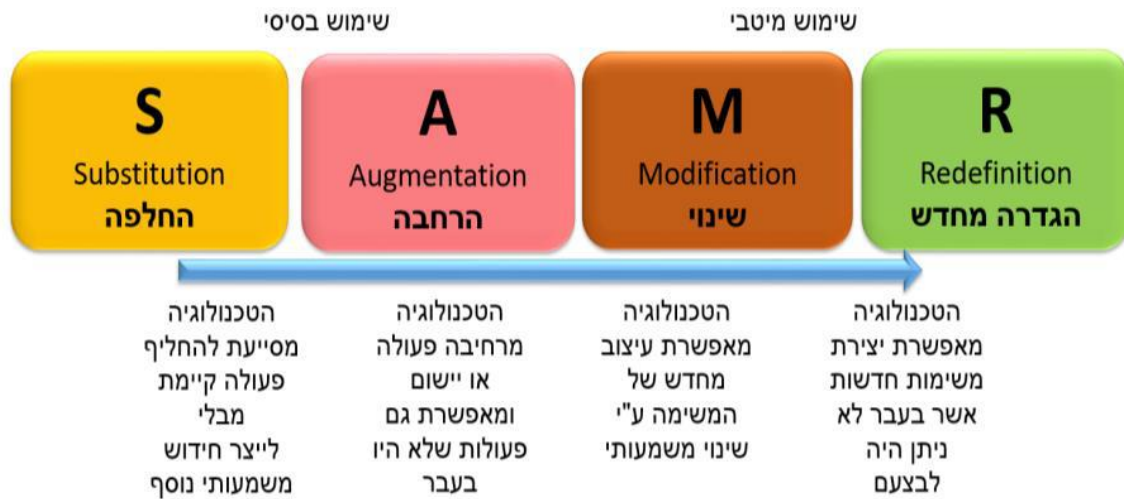 שימוש בסיסי
שימוש מיטבי
S
Substitution
החלפה
A
Augmentation
הרחבה
M
Modification
שינוי
R
Redefinition
הגדרה מחדש
הטכנולוגיה
מסייעת להחליף
פעולה קיימת
מבלי
לייצר חידוש
משמעותי נוסף
הטכנולוגיה
מרחיבה פעולה
או יישום
ומאפשרת גם
פעולות שלא היו
בעבר
הטכנולוגיה
מאפשרת עיצוב
מחדש של
המשימה ע"י
שינוי משמעותי
הטכנולוגיה
מאפשרת יצירת
משימות חדשות
אשר בעבר לא
ניתן היה
לבצעם